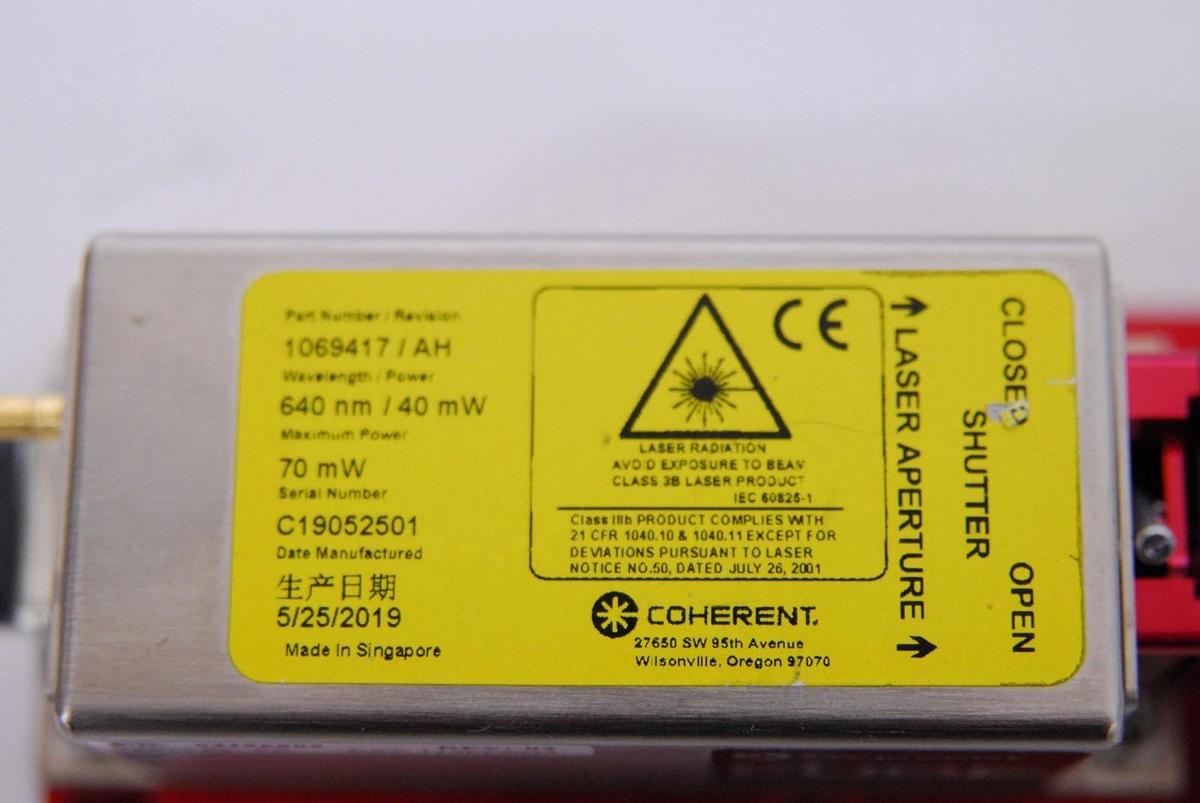 Part Number / Revision
1069417 / AH
Wavelength / Power
640 nm / 40 mW
Maximum Power
70 mW
Serial Number
C19052501
Date Manufactured
生产日期
5/25/2019
Made In Singapore
CE
LASER RADIATION
AVOID EXPOSURE TO BEAM
CLASS 3B LASER PRODUCT
IEC 60825-1
Class IIIb PRODUCT COMPLIES WITH
21 CFR 1040.10 & 1040.11 EXCEPT FOR
DEVIATIONS PURSUANT TO LASER
NOTICE NO.50, DATED JULY 26, 2001
COHERENT.
27650 SW 95th Avenue
Wilsonville, Oregon 97070
LASER APERTURE
CLOSED
SHUTTER
OPEN